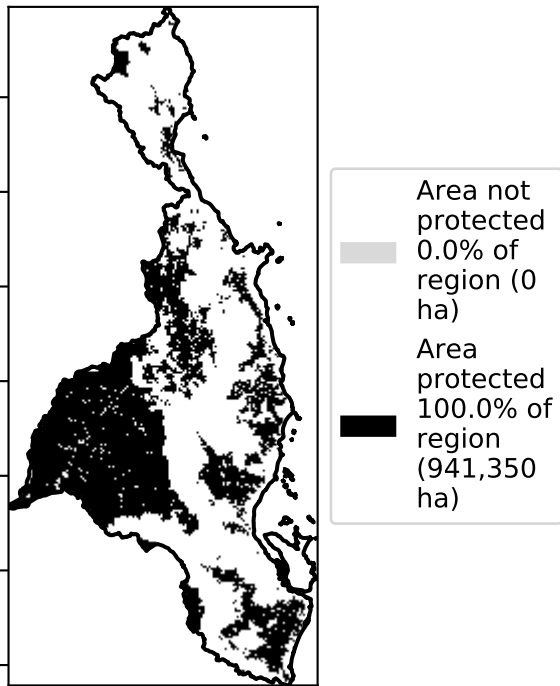 Area not
protected
0.0% of
region (0
ha)
Area
protected
100.0% of
region
(941,350
ha)